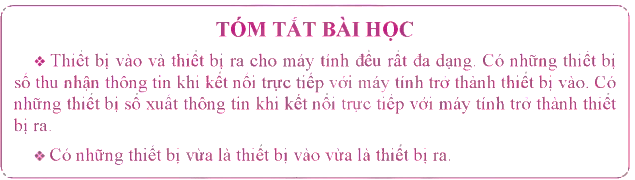 TÓM TẮT BÀI HỌC
❖ Thiết bị vào và thiết bị ra cho máy tính đều rất đa dạng. Có những thiết bị
số thu nhận thông tin khi kết nối trực tiếp với máy tính trở thành thiết bị vào. Có
những thiết bị số xuất thông tin khi kết nối trực tiếp với máy tính trở thành thiết
bị ra.
❖ Có những thiết bị vừa là thiết bị vào vừa là thiết bị ra.